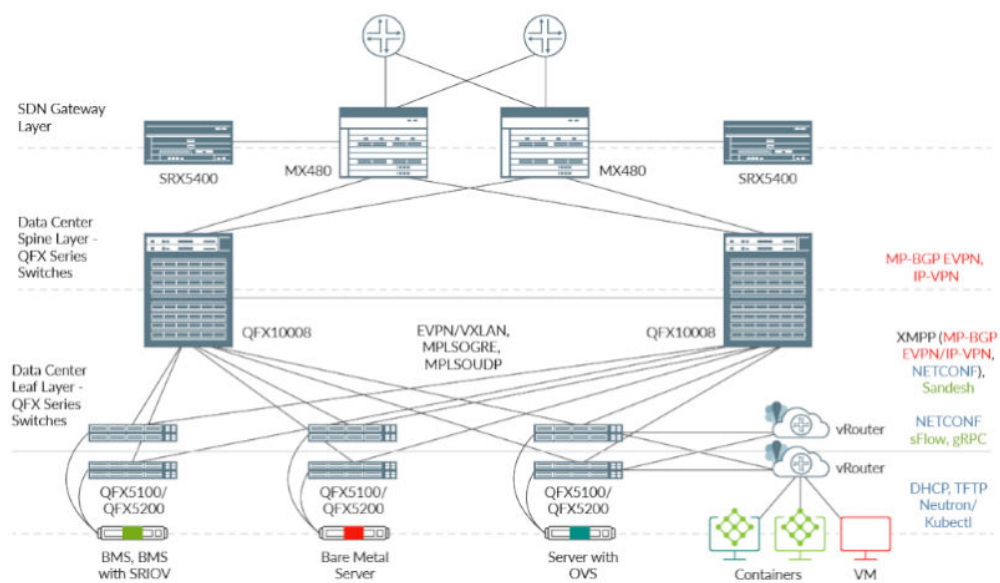 SDN Gateway
Layer
SRX5400
MX480
MX480
SRX5400
Data Center
Spine Layer -
QFX Series
Switches
MP-BGP EVPN,
IP-VPN
QFX10008
EVPN/VXLAN,
MPLSOGRE,
MPLSOUDP
QFX10008
XMPP (MP-BGP
EVPN/IP-VPN,
NETCONF),
Sandesh
Data Center
Leaf Layer -
QFX Series
Switches
vRouter
NETCONF
sFlow, gRPC
vRouter
QFX5100/
QFX5200
QFX5100/
QFX5200
QFX5100/
QFX5200
DHCP, TFTP
Neutron/
Kubectl
BMS, BMS
with SRIOV
Bare Metal
Server
Server with
OVS
Containers
VM